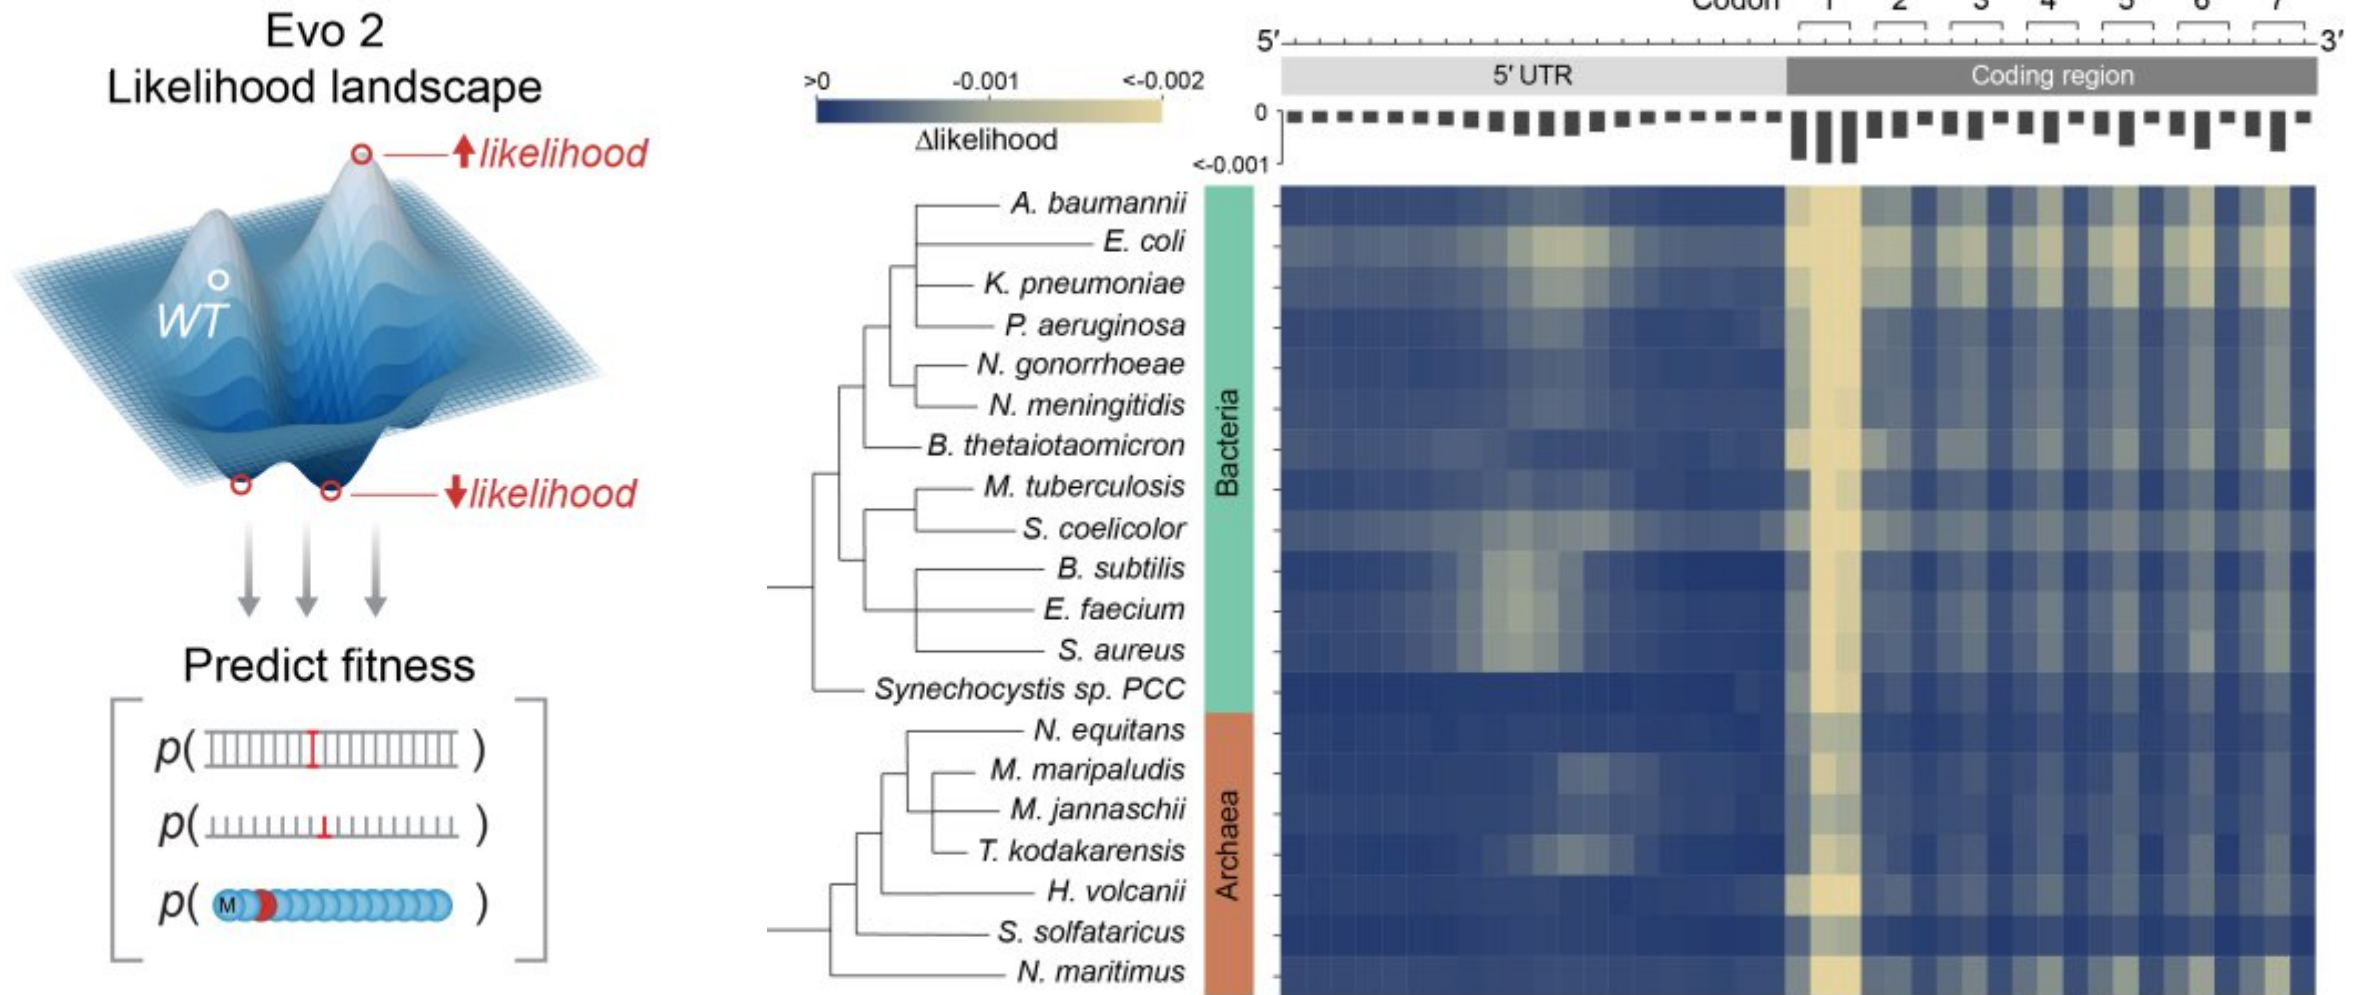 Evo 2
Likelihood landscape
↑likelihood
WT
↓likelihood
Predict fitness
p( )
p( )
p( M )
>0 -0.001 <-0.002
Δlikelihood
Codon 1 2 3 4 5 6 7
5′ 3′
5′ UTR Coding region
0
<-0.001
A. baumannii
E. coli
K. pneumoniae
P. aeruginosa
N. gonorrhoeae
N. meningitidis
B. thetaiotaomicron
M. tuberculosis
S. coelicolor
B. subtilis
E. faecium
S. aureus
Synechocystis sp. PCC
Bacteria
N. equitans
M. maripaludis
M. jannaschii
T. kodakarensis
H. volcanii
S. solfataricus
N. maritimus
Archaea